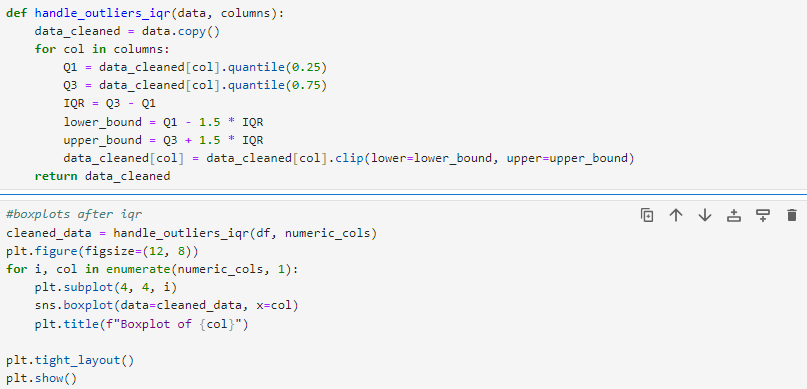 def handle_outliers_iqr(data, columns):
    data_cleaned = data.copy()
    for col in columns:
        Q1 = data_cleaned[col].quantile(0.25)
        Q3 = data_cleaned[col].quantile(0.75)
        IQR = Q3 - Q1
        lower_bound = Q1 - 1.5 * IQR
        upper_bound = Q3 + 1.5 * IQR
        data_cleaned[col] = data_cleaned[col].clip(lower=lower_bound, upper=upper_bound)
    return data_cleaned
#boxplots after iqr
cleaned_data = handle_outliers_iqr(df, numeric_cols)
plt.figure(figsize=(12, 8))
for i, col in enumerate(numeric_cols, 1):
    plt.subplot(4, 4, i)
    sns.boxplot(data=cleaned_data, x=col)
    plt.title(f"Boxplot of {col}")
plt.tight_layout()
plt.show()